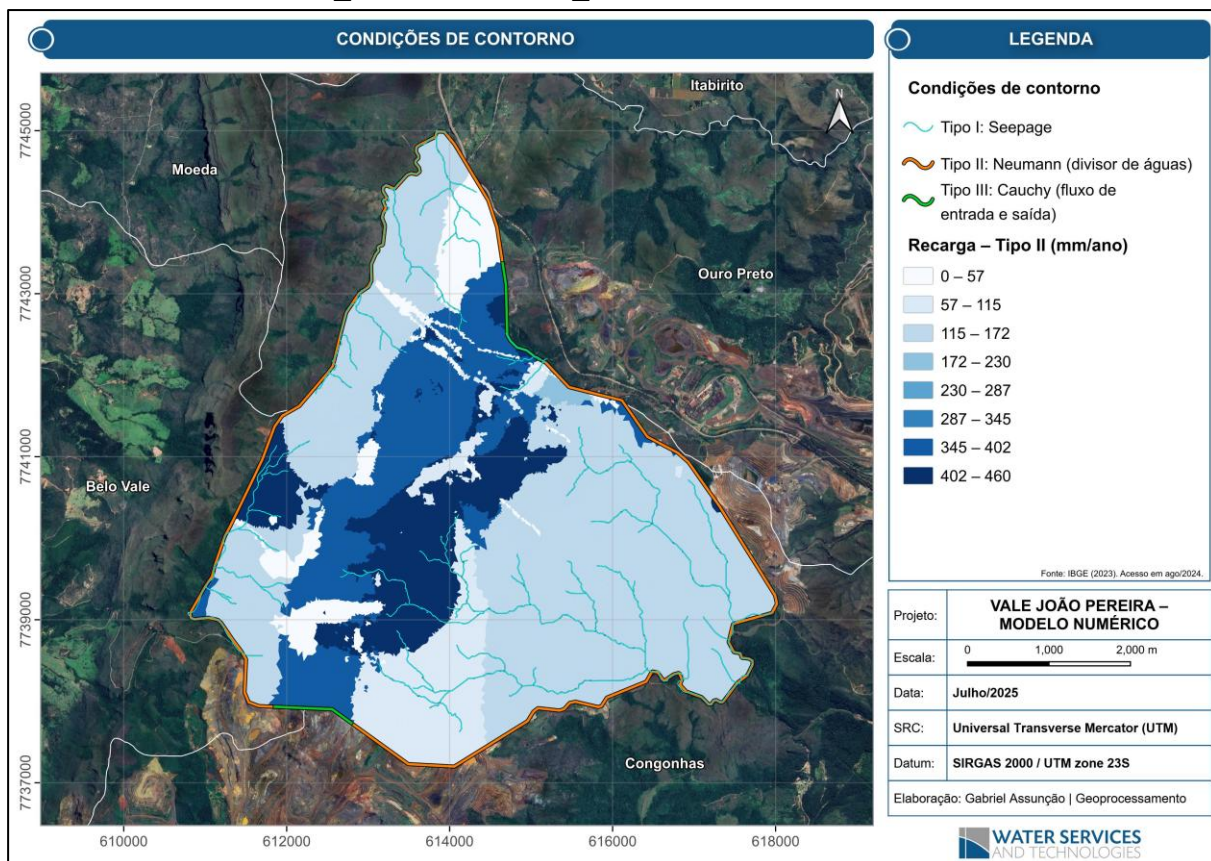 CONDIÇÕES DE CONTORNO
LEGENDA
Itabirito
Moeda
Ouro Preto
Belo Vale
Congonhas
N
7745000
7743000
7741000
7739000
7737000
610000
612000
614000
616000
618000
Condições de contorno
Tipo I: Seepage
Tipo II: Neumann (divisor de águas)
Tipo III: Cauchy (fluxo de
entrada e saída)
Recarga – Tipo II (mm/ano)
0 – 57
57 – 115
115 – 172
172 – 230
230 – 287
287 – 345
345 – 402
402 – 460
Fonte: IBGE (2023). Acesso em ago/2024.
Projeto:
VALE JOÃO PEREIRA –
MODELO NUMÉRICO
Escala:
0 1,000 2,000 m
Data:
Julho/2025
SRC:
Universal Transverse Mercator (UTM)
Datum:
SIRGAS 2000 / UTM zone 23S
Elaboração: Gabriel Assunção | Geoprocessamento
WATER SERVICES
AND TECHNOLOGIES